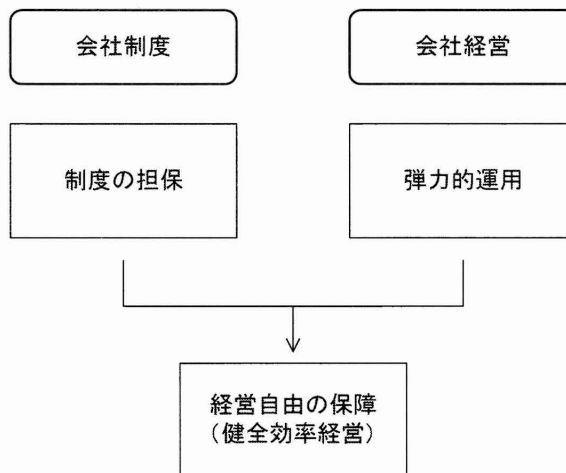 会社制度
会社経営
制度の担保
弾力的運用
経営自由の保障
（健全効率経営）